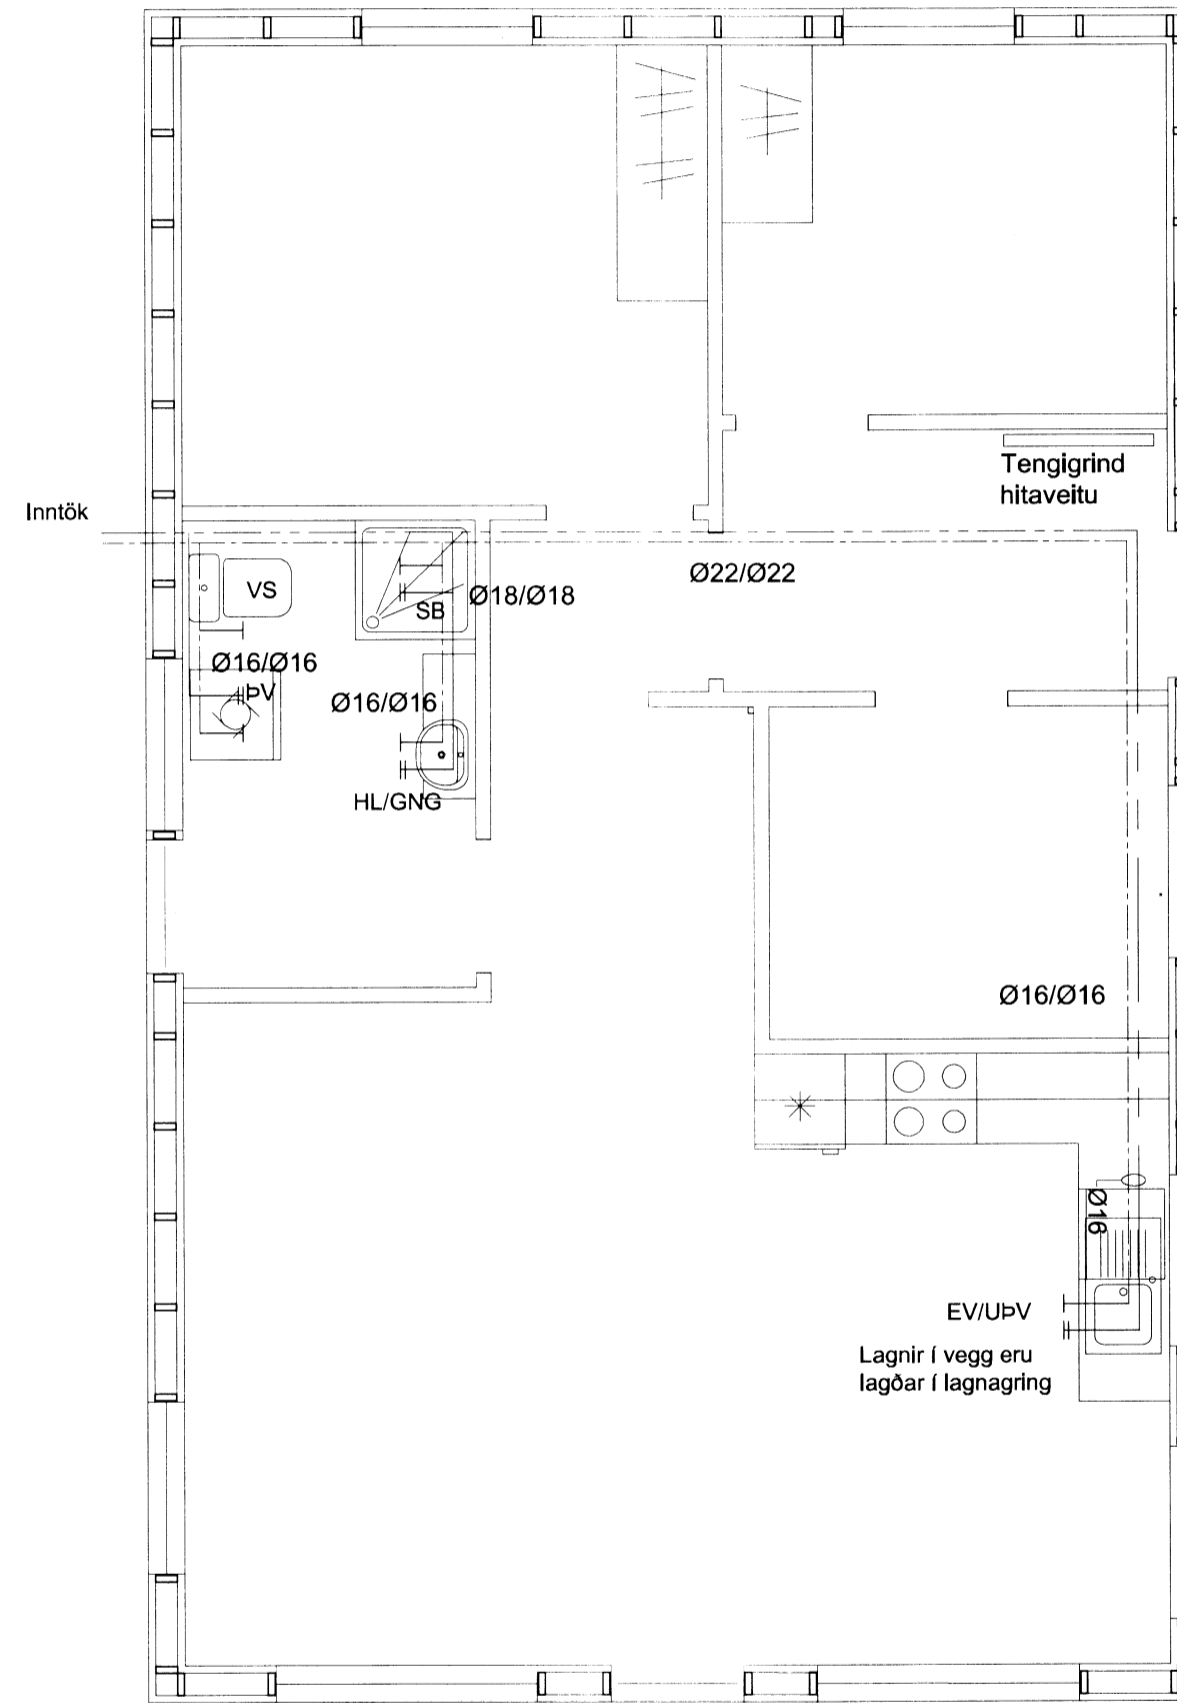 Tengigrind
hitaveitu
Inntök
Ø22/Ø22
VS
Ø18/Ø18
SB
Ø16/Ø16
ÞV
Ø16/Ø16
HL/GNG
Ø16/Ø16
Ø16
EV/UÞV
Lagnir í vegg eru
lagðar í lagnagring